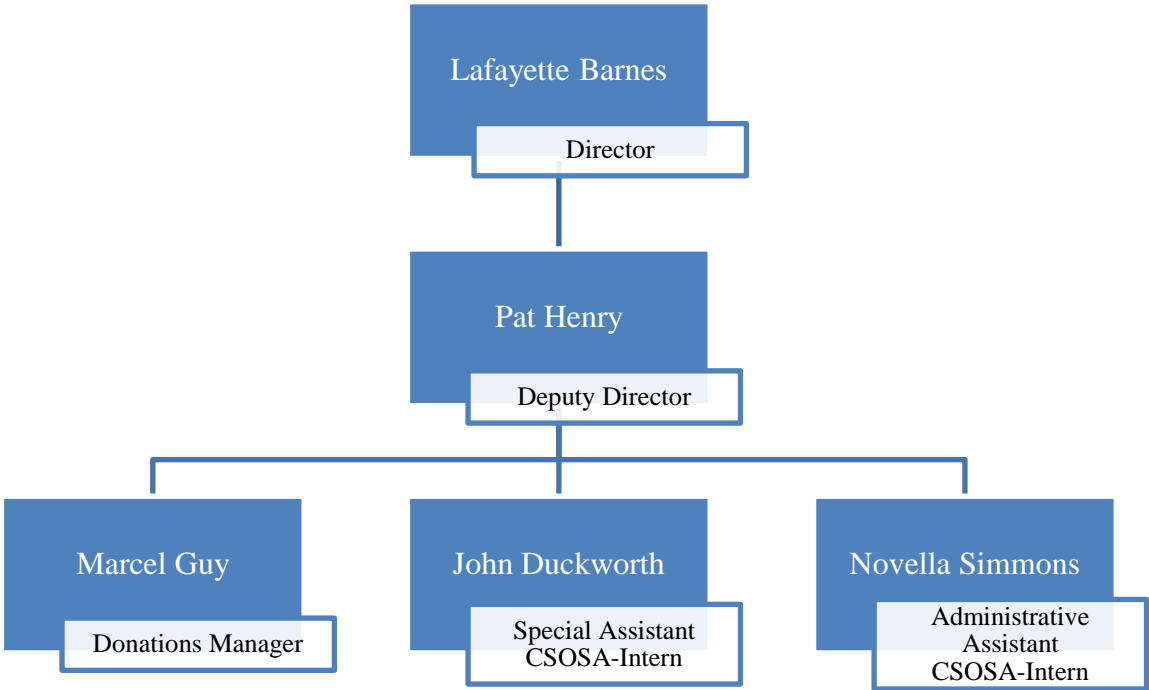 Lafayette Barnes
Director
Pat Henry
Deputy Director
Marcel Guy
Donations Manager
John Duckworth
Special Assistant
CSOSA-Intern
Novella Simmons
Administrative
Assistant
CSOSA-Intern